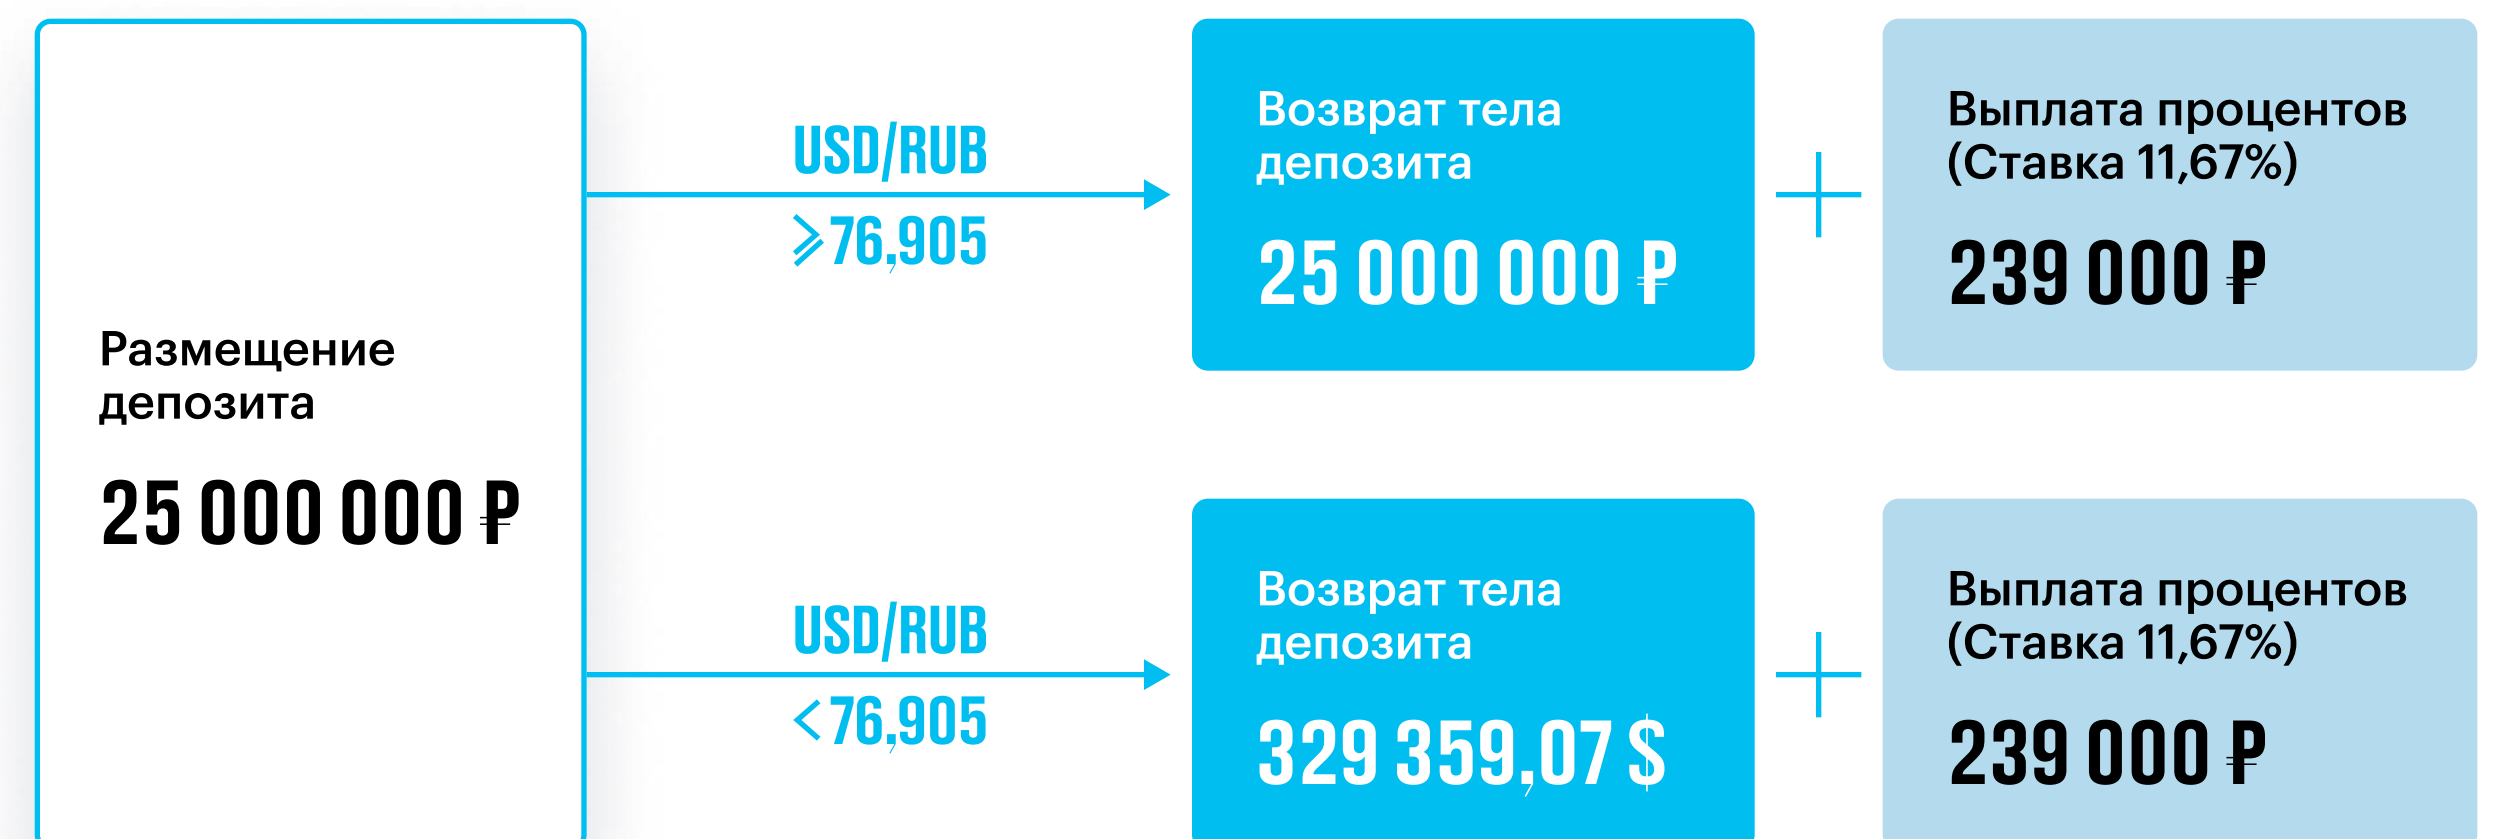 Размещение
депозита
25 000 000 ₽
USD/RUB
⩾76,905
Возврат тела
депозита
25 000 000 ₽
Выплата процентов
(Ставка 11,67%)
239 000 ₽
USD/RUB
<76,905
Возврат тела
депозита
329 359,07$
Выплата процентов
(Ставка 11,67%)
239 000 ₽